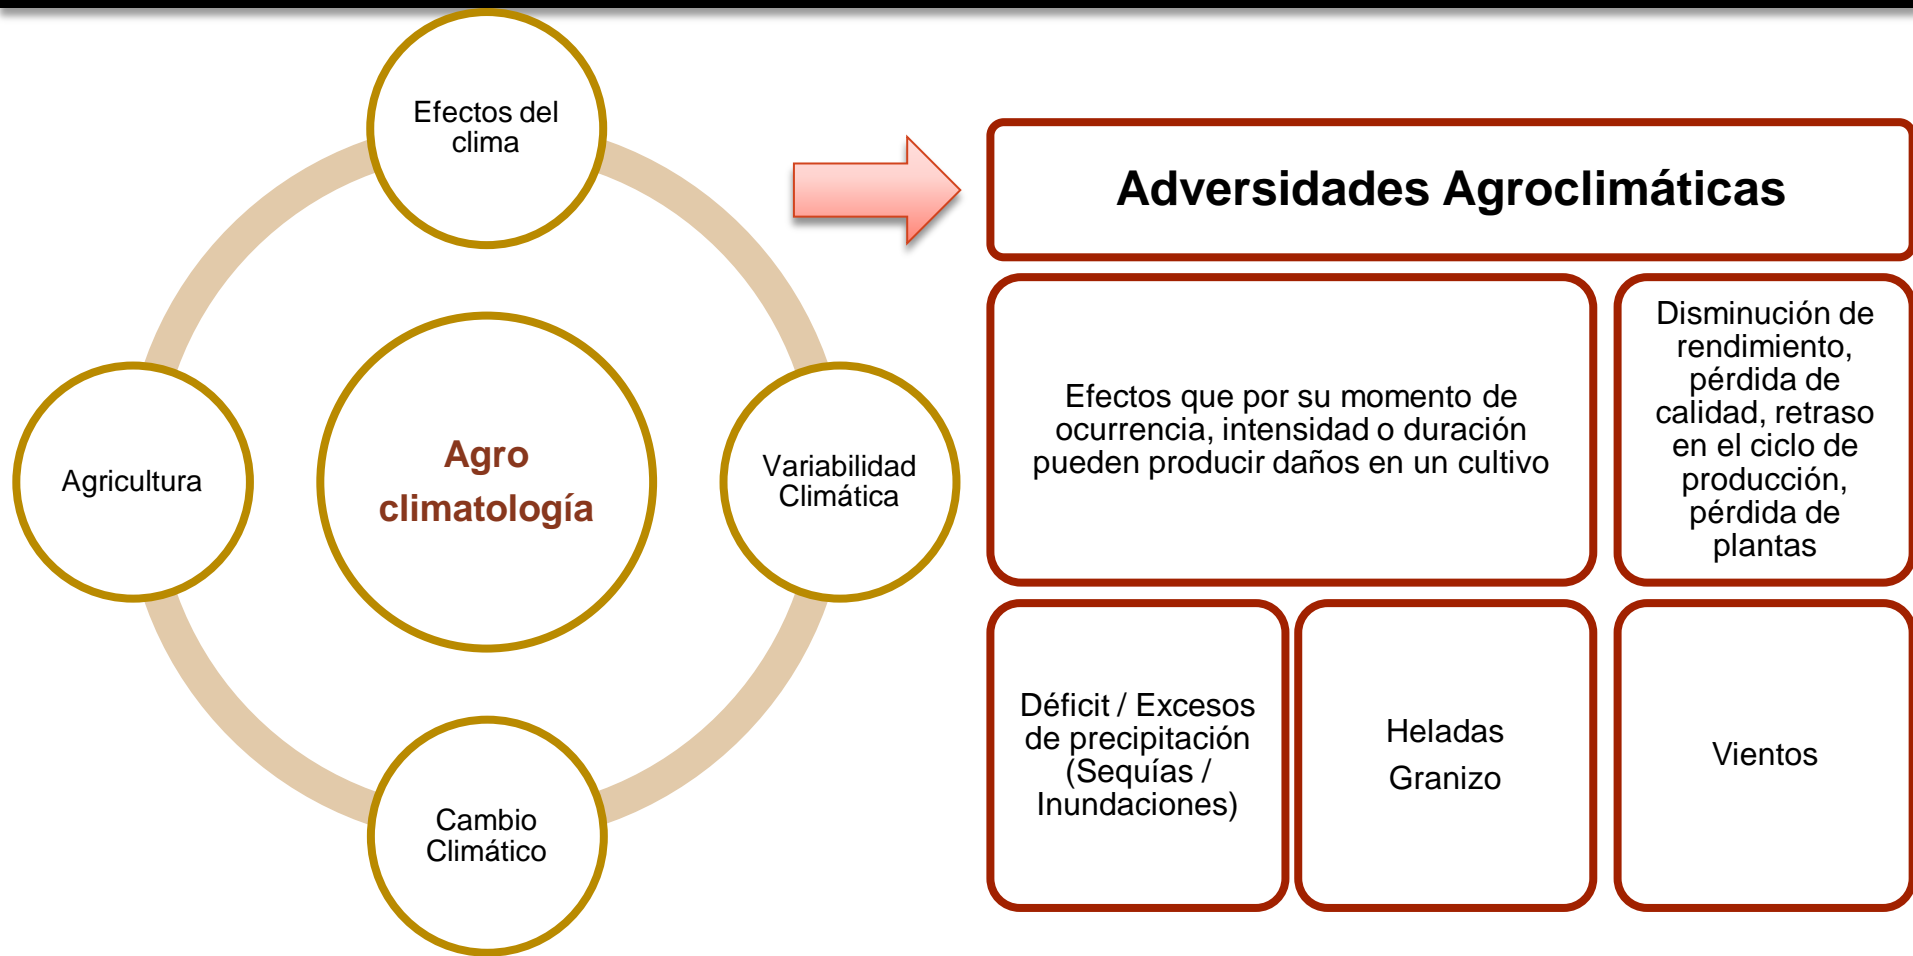 Efectos del
clima
Agricultura
Agro
climatología
Variabilidad
Climática
Cambio
Climático
Adversidades Agroclimáticas
Efectos que por su momento de
ocurrencia, intensidad o duración
pueden producir daños en un cultivo
Disminución de
rendimiento,
pérdida de
calidad, retraso
en el ciclo de
producción,
pérdida de
plantas
Déficit / Excesos
de precipitación
(Sequías /
Inundaciones)
Heladas
Granizo
Vientos